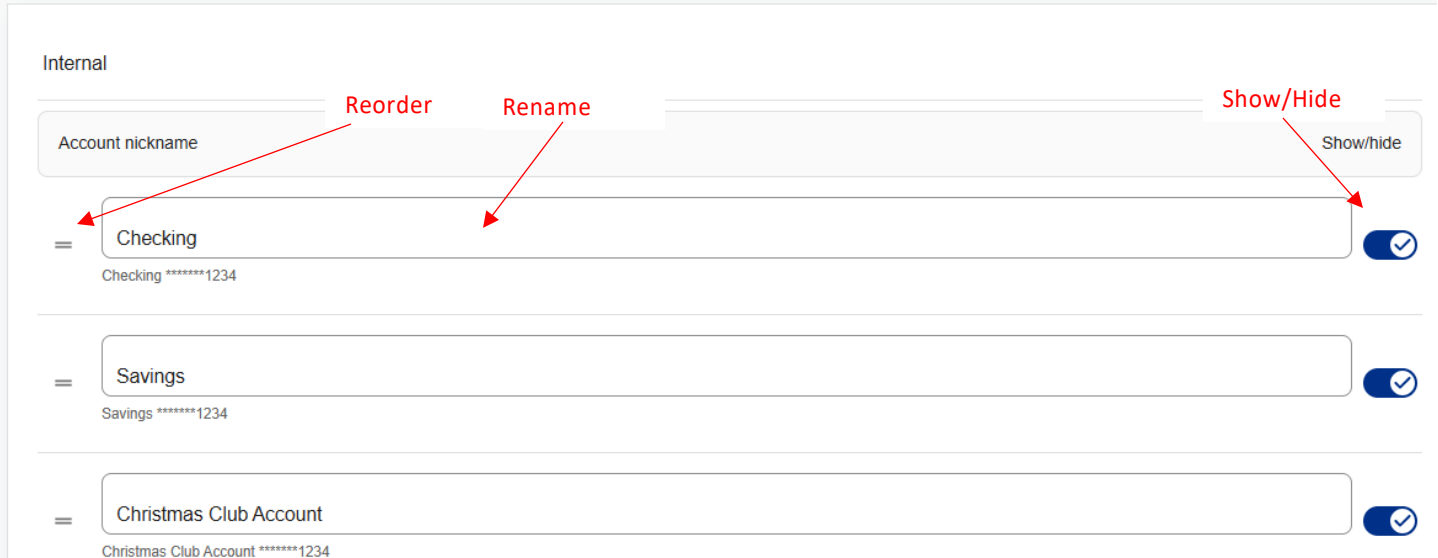 Internal
Reorder
Rename
Show/Hide
Account nickname
Show/hide
Checking
Checking *******1234
Savings
Savings *******1234
Christmas Club Account
Christmas Club Account *******1234